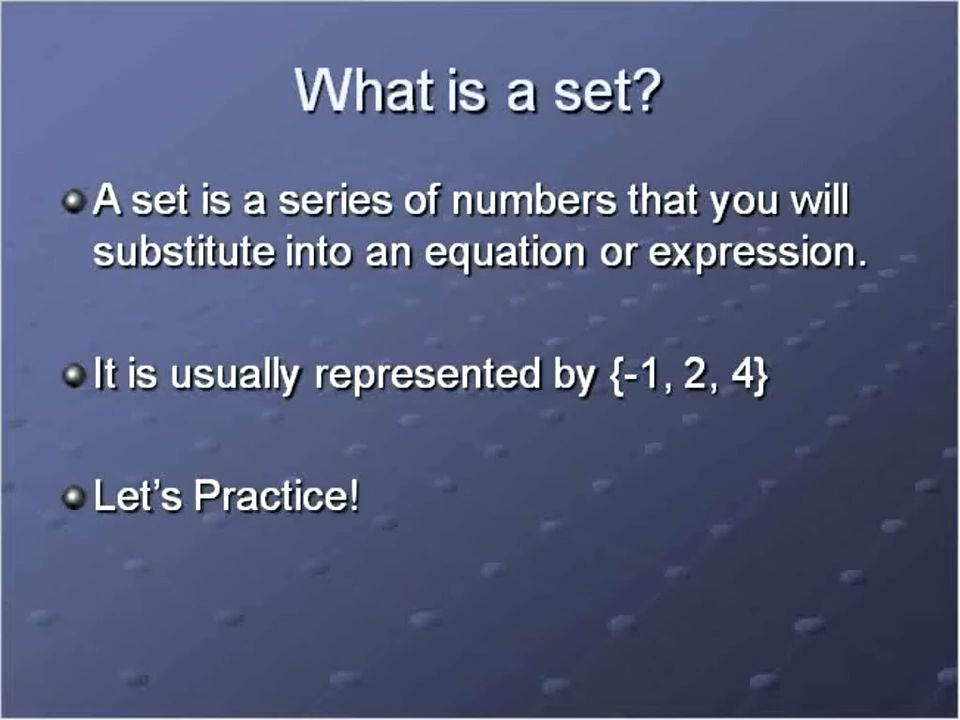 What is a set?
A set is a series of numbers that you will
substitute into an equation or expression.
It is usually represented by {-1, 2, 4}
Let’s Practice!